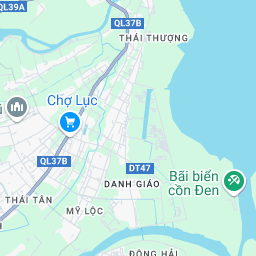 QL39A
QL37B
THÁI THƯỢNG
Chợ Lục
QL37B
ĐT47
Bãi biển
cồn Đen
DANH GIÁO
THÁI TÂN
MỸ LỘC
ĐÔNG HẢI